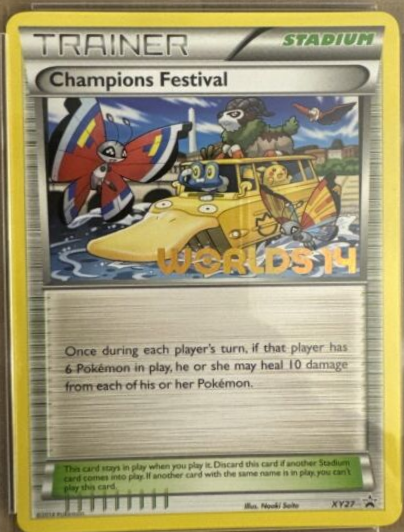 TRAINER
STADIUM
Champions Festival
WORLDS 14
Once during each player's turn, if that player has
6 Pokémon in play, he or she may heal 10 damage
from each of his or her Pokémon.
This card stays in play when you play it. Discard this card if another Stadium
card comes into play. If another card with the same name is in play, you can't
play this card.
©2014 Pokémon
Illus. Naoki Saito
XY27